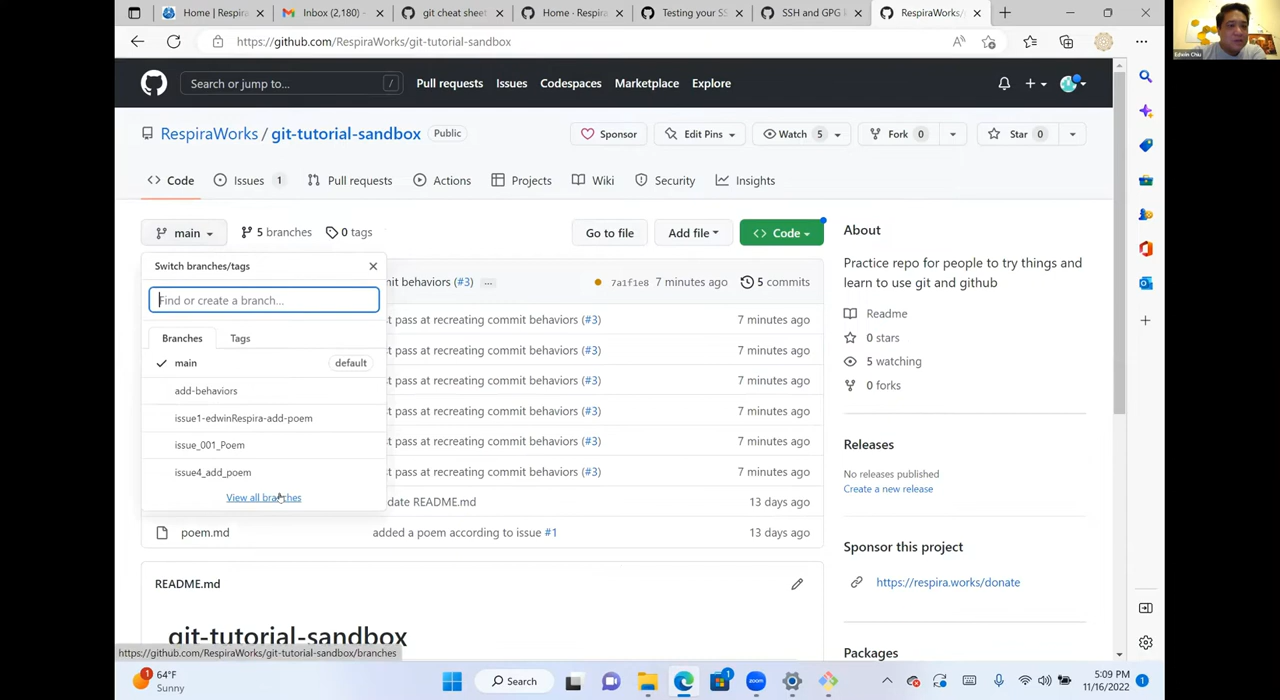 Home | Respira
Inbox (2,180) -
git cheat sheet
Home · Respira
Testing your SS
SSH and GPG k
RespiraWorks/
https://github.com/RespiraWorks/git-tutorial-sandbox
Edwin Chiu
Search or jump to...
/
Pull requests
Issues
Codespaces
Marketplace
Explore
RespiraWorks / git-tutorial-sandbox
Public
Sponsor
Edit Pins
Watch 5
Fork 0
Star 0
Code
Issues 1
Pull requests
Actions
Projects
Wiki
Security
Insights
main
5 branches
0 tags
Go to file
Add file
Code
Switch branches/tags
Find or create a branch...
Branches
Tags
main
default
add-behaviors
issue1-edwinRespira-add-poem
issue_001_Poem
issue4_add_poem
View all branches
mit behaviors (#3)
...
7a1f1e8
7 minutes ago
5 commits
t pass at recreating commit behaviors (#3)
7 minutes ago
t pass at recreating commit behaviors (#3)
7 minutes ago
t pass at recreating commit behaviors (#3)
7 minutes ago
t pass at recreating commit behaviors (#3)
7 minutes ago
t pass at recreating commit behaviors (#3)
7 minutes ago
t pass at recreating commit behaviors (#3)
7 minutes ago
date README.md
13 days ago
poem.md
added a poem according to issue #1
13 days ago
README.md
git-tutorial-sandbox
About
Practice repo for people to try things and
learn to use git and github
Readme
0 stars
5 watching
0 forks
Releases
No releases published
Create a new release
Sponsor this project
https://respira.works/donate
Packages
https://github.com/RespiraWorks/git-tutorial-sandbox/branches
1
64°F
Sunny
Search
1
zoom
5:09 PM
11/16/2022
1